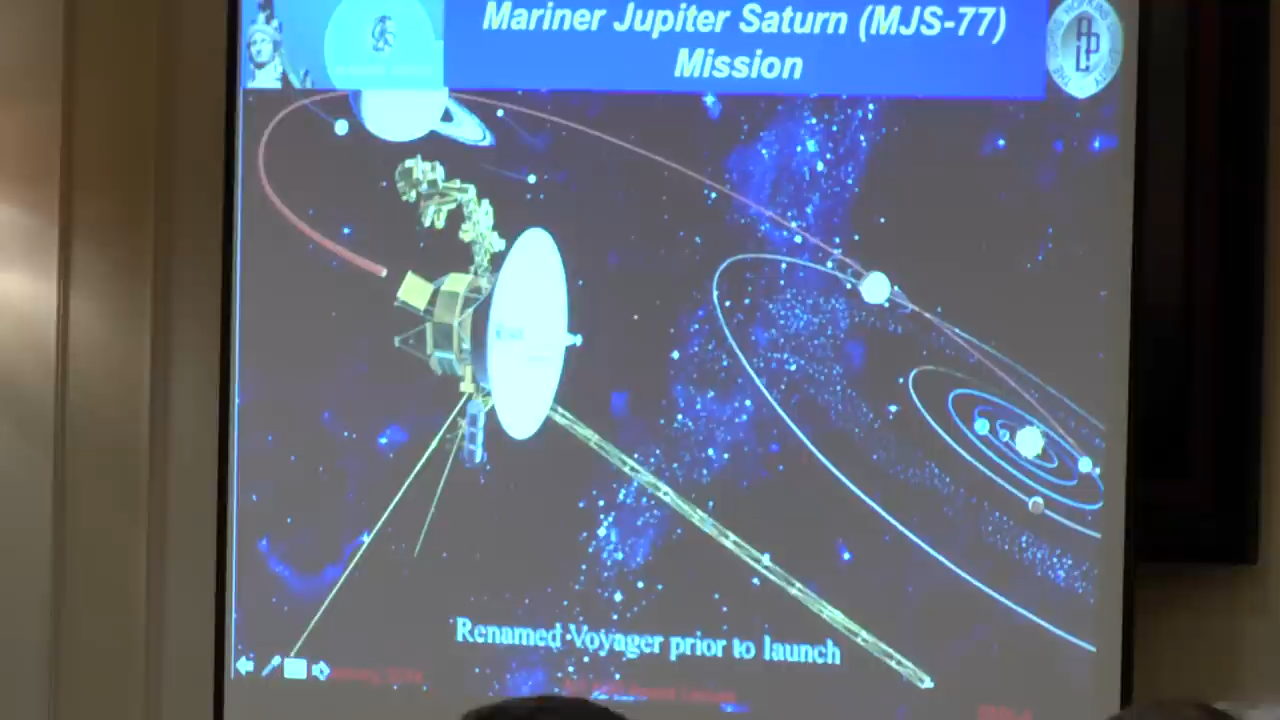 Mariner Jupiter Saturn (MJS-77)
Mission
Renamed Voyager prior to launch